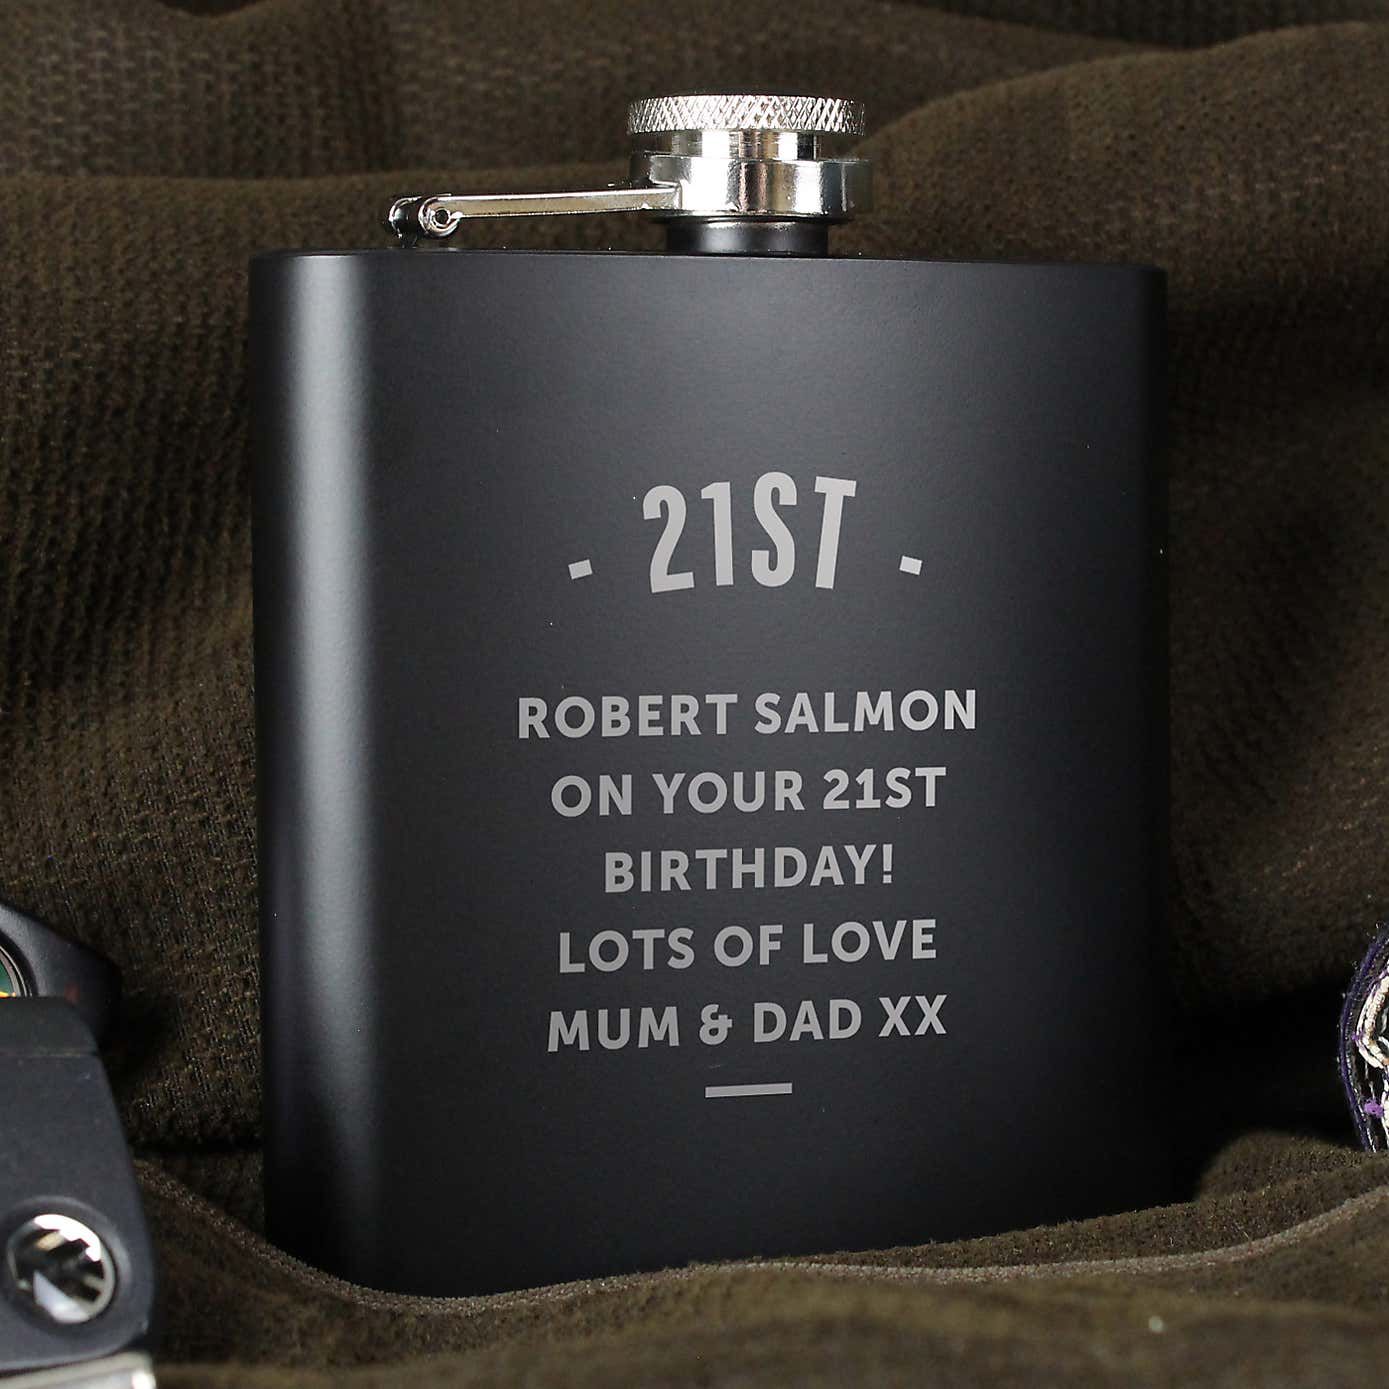 - 21ST -
ROBERT SALMON
ON YOUR 21ST
BIRTHDAY!
LOTS OF LOVE
MUM & DAD XX